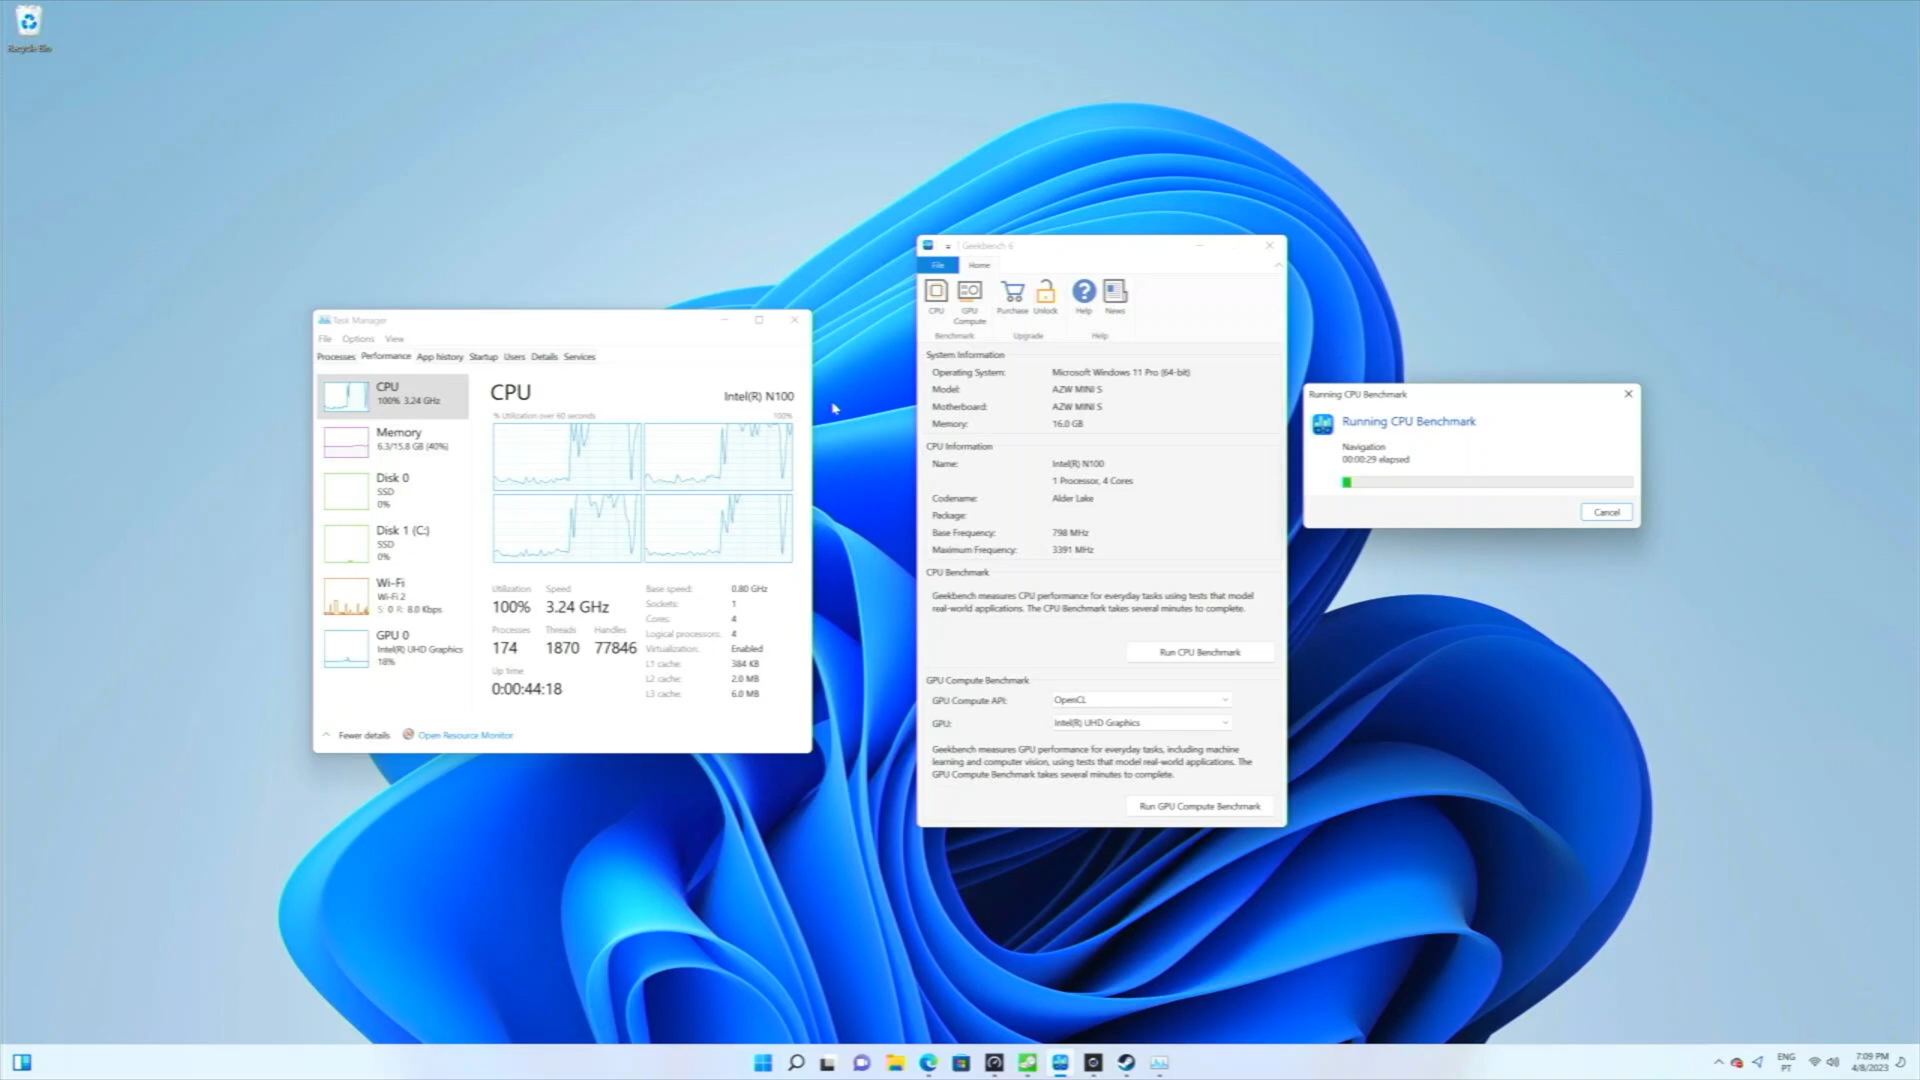 Recycle Bin
Task Manager
File Options View
Processes Performance App history Startup Users Details Services
CPU
100% 3.24 GHz
Memory
6.3/15.8 GB (40%)
Disk 0
SSD
0%
Disk 1 (C:)
SSD
0%
Wi-Fi
Wi-Fi 2
S: 0 R: 8.0 Kbps
GPU 0
Intel(R) UHD Graphics
18%
CPU
Intel(R) N100
% Utilization over 60 seconds 100%
Utilization Speed
100% 3.24 GHz
Processes Threads Handles
174 1870 77846
Up time
0:00:44:18
Base speed: 0.80 GHz
Sockets: 1
Cores: 4
Logical processors: 4
Virtualization: Enabled
L1 cache: 384 KB
L2 cache: 2.0 MB
L3 cache: 6.0 MB
Fewer details Open Resource Monitor
Geekbench 6
File Home
CPU GPU Compute Purchase Unlock Help News
Benchmark Upgrade Help
System Information
Operating System: Microsoft Windows 11 Pro (64-bit)
Model: AZW MINI S
Motherboard: AZW MINI S
Memory: 16.0 GB
CPU Information
Name: Intel(R) N100
1 Processor, 4 Cores
Codename: Alder Lake
Package:
Base Frequency: 798 MHz
Maximum Frequency: 3391 MHz
CPU Benchmark
Geekbench measures CPU performance for everyday tasks using tests that model
real-world applications. The CPU Benchmark takes several minutes to complete.
Run CPU Benchmark
GPU Compute Benchmark
GPU Compute API: OpenCL
GPU: Intel(R) UHD Graphics
Geekbench measures GPU performance for everyday tasks, including machine
learning and computer vision, using tests that model real-world applications. The
GPU Compute Benchmark takes several minutes to complete.
Run GPU Compute Benchmark
Running CPU Benchmark
Running CPU Benchmark
Navigation
00:00:29 elapsed
Cancel
ENG
PT
7:09 PM
4/8/2023